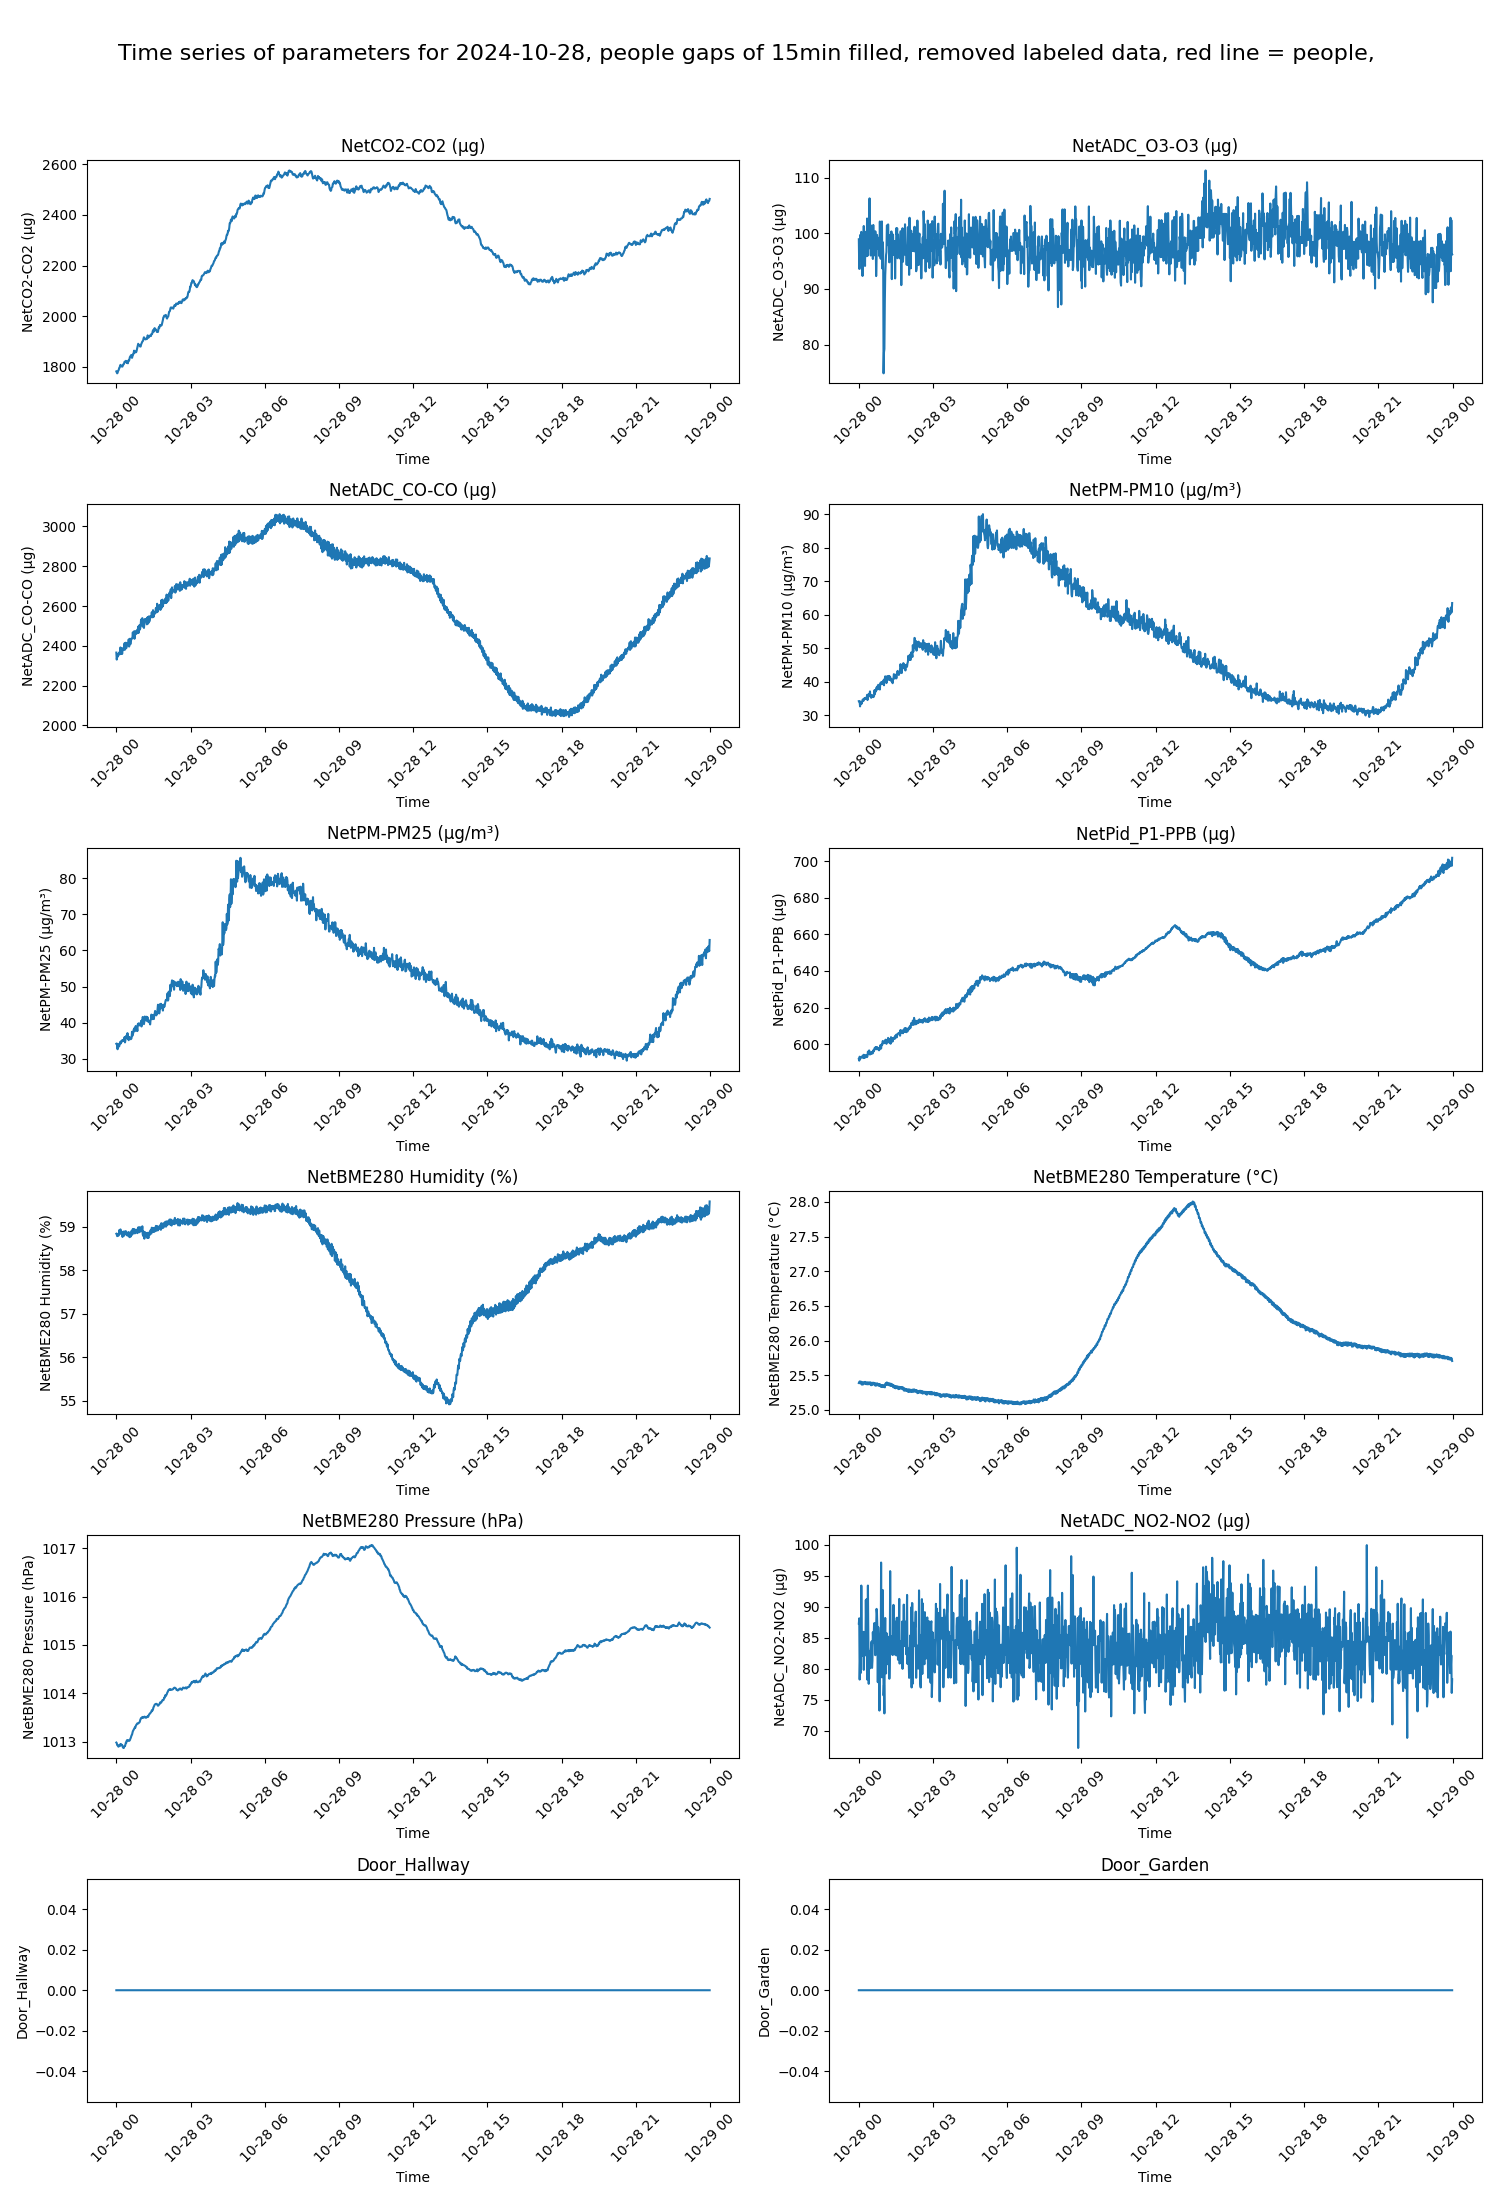 Time series of parameters for 2024-10-28, people gaps of 15min filled, removed labeled data, red line = people,
NetCO2-CO2 (µg)
NetCO2-CO2 (µg)
2600
2400
2200
2000
1800
10-28 00 10-28 03 10-28 06 10-28 09 10-28 12 10-28 15 10-28 18 10-28 21 10-29 00
Time
NetADC_O3-O3 (µg)
NetADC_O3-O3 (µg)
110
100
90
80
10-28 00 10-28 03 10-28 06 10-28 09 10-28 12 10-28 15 10-28 18 10-28 21 10-29 00
Time
NetADC_CO-CO (µg)
NetADC_CO-CO (µg)
3000
2800
2600
2400
2200
2000
10-28 00 10-28 03 10-28 06 10-28 09 10-28 12 10-28 15 10-28 18 10-28 21 10-29 00
Time
NetPM-PM10 (µg/m³)
NetPM-PM10 (µg/m³)
90
80
70
60
50
40
30
10-28 00 10-28 03 10-28 06 10-28 09 10-28 12 10-28 15 10-28 18 10-28 21 10-29 00
Time
NetPM-PM25 (µg/m³)
NetPM-PM25 (µg/m³)
80
70
60
50
40
30
10-28 00 10-28 03 10-28 06 10-28 09 10-28 12 10-28 15 10-28 18 10-28 21 10-29 00
Time
NetPid_P1-PPB (µg)
NetPid_P1-PPB (µg)
700
680
660
640
620
600
10-28 00 10-28 03 10-28 06 10-28 09 10-28 12 10-28 15 10-28 18 10-28 21 10-29 00
Time
NetBME280 Humidity (%)
NetBME280 Humidity (%)
59
58
57
56
55
10-28 00 10-28 03 10-28 06 10-28 09 10-28 12 10-28 15 10-28 18 10-28 21 10-29 00
Time
NetBME280 Temperature (°C)
NetBME280 Temperature (°C)
28.0
27.5
27.0
26.5
26.0
25.5
25.0
10-28 00 10-28 03 10-28 06 10-28 09 10-28 12 10-28 15 10-28 18 10-28 21 10-29 00
Time
NetBME280 Pressure (hPa)
NetBME280 Pressure (hPa)
1017
1016
1015
1014
1013
10-28 00 10-28 03 10-28 06 10-28 09 10-28 12 10-28 15 10-28 18 10-28 21 10-29 00
Time
NetADC_NO2-NO2 (µg)
NetADC_NO2-NO2 (µg)
100
95
90
85
80
75
70
10-28 00 10-28 03 10-28 06 10-28 09 10-28 12 10-28 15 10-28 18 10-28 21 10-29 00
Time
Door_Hallway
Door_Hallway
0.04
0.02
0.00
−0.02
−0.04
10-28 00 10-28 03 10-28 06 10-28 09 10-28 12 10-28 15 10-28 18 10-28 21 10-29 00
Time
Door_Garden
Door_Garden
0.04
0.02
0.00
−0.02
−0.04
10-28 00 10-28 03 10-28 06 10-28 09 10-28 12 10-28 15 10-28 18 10-28 21 10-29 00
Time